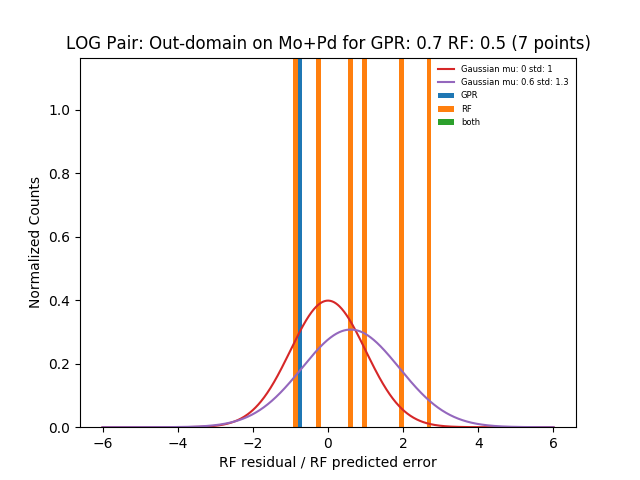 LOG Pair: Out-domain on Mo+Pd for GPR: 0.7 RF: 0.5 (7 points)
Gaussian mu: 0 std: 1
Gaussian mu: 0.6 std: 1.3
GPR
RF
both
Normalized Counts
1.0
0.8
0.6
0.4
0.2
0.0
−6
−4
−2
0
2
4
6
RF residual / RF predicted error